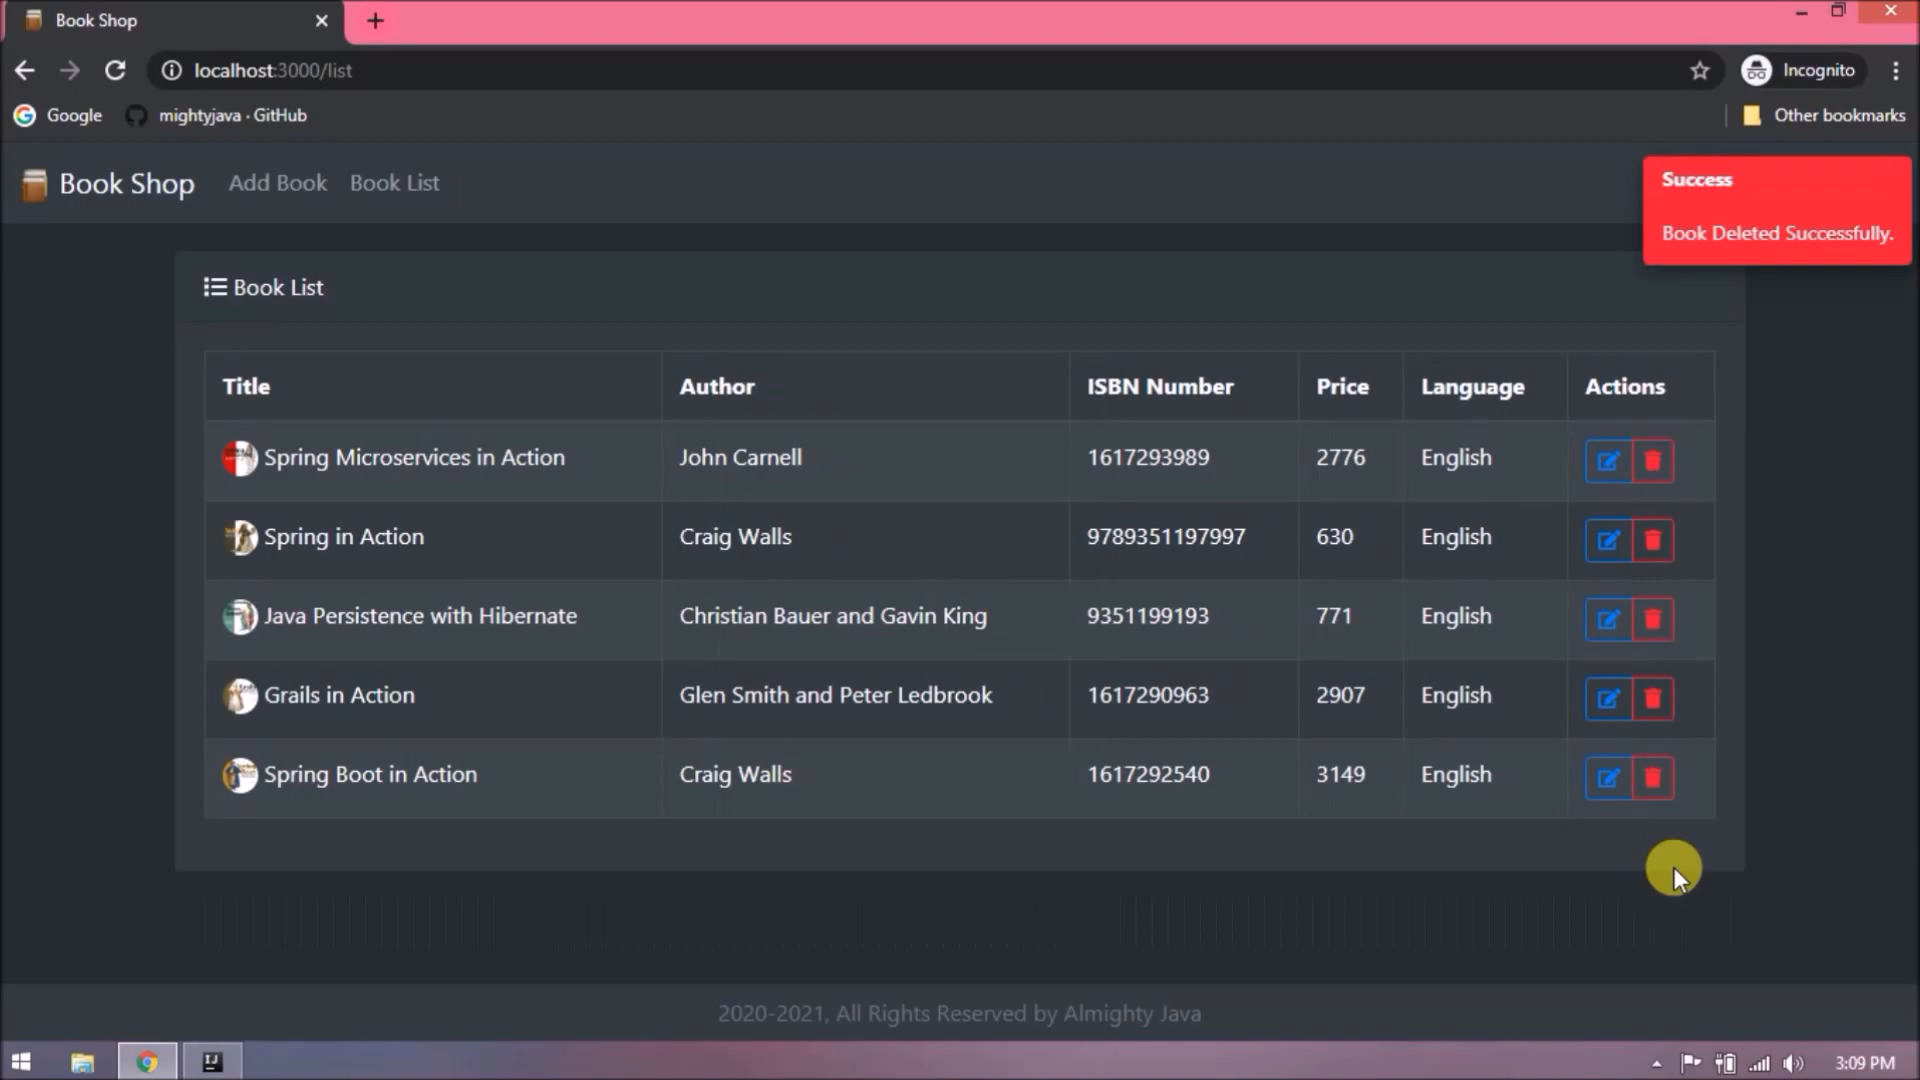 Book Shop
localhost:3000/list
Incognito
Google
mightyjava · GitHub
Other bookmarks
Book Shop
Add Book
Book List
Success
Book Deleted Successfully.
Book List
Title Author ISBN Number Price Language Actions
Spring Microservices in Action John Carnell 1617293989 2776 English
Spring in Action Craig Walls 9789351197997 630 English
Java Persistence with Hibernate Christian Bauer and Gavin King 9351199193 771 English
Grails in Action Glen Smith and Peter Ledbrook 1617290963 2907 English
Spring Boot in Action Craig Walls 1617292540 3149 English
2020-2021, All Rights Reserved by Almighty Java
IJ
3:09 PM